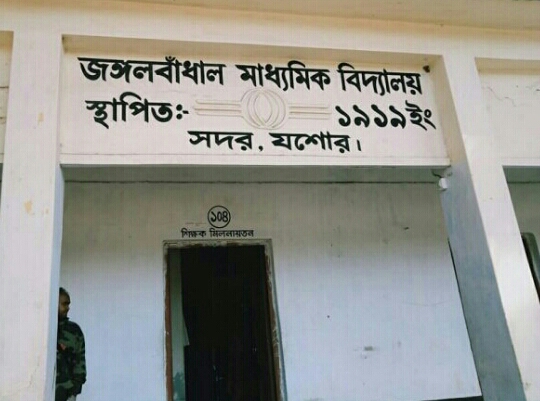 জঙ্গলবাঁধাল মাধ্যমিক বিদ্যালয়
স্থাপিত:- ১৯১৯ইং
সদর, যশোর।
১০৪
শিক্ষক মিলনায়তন